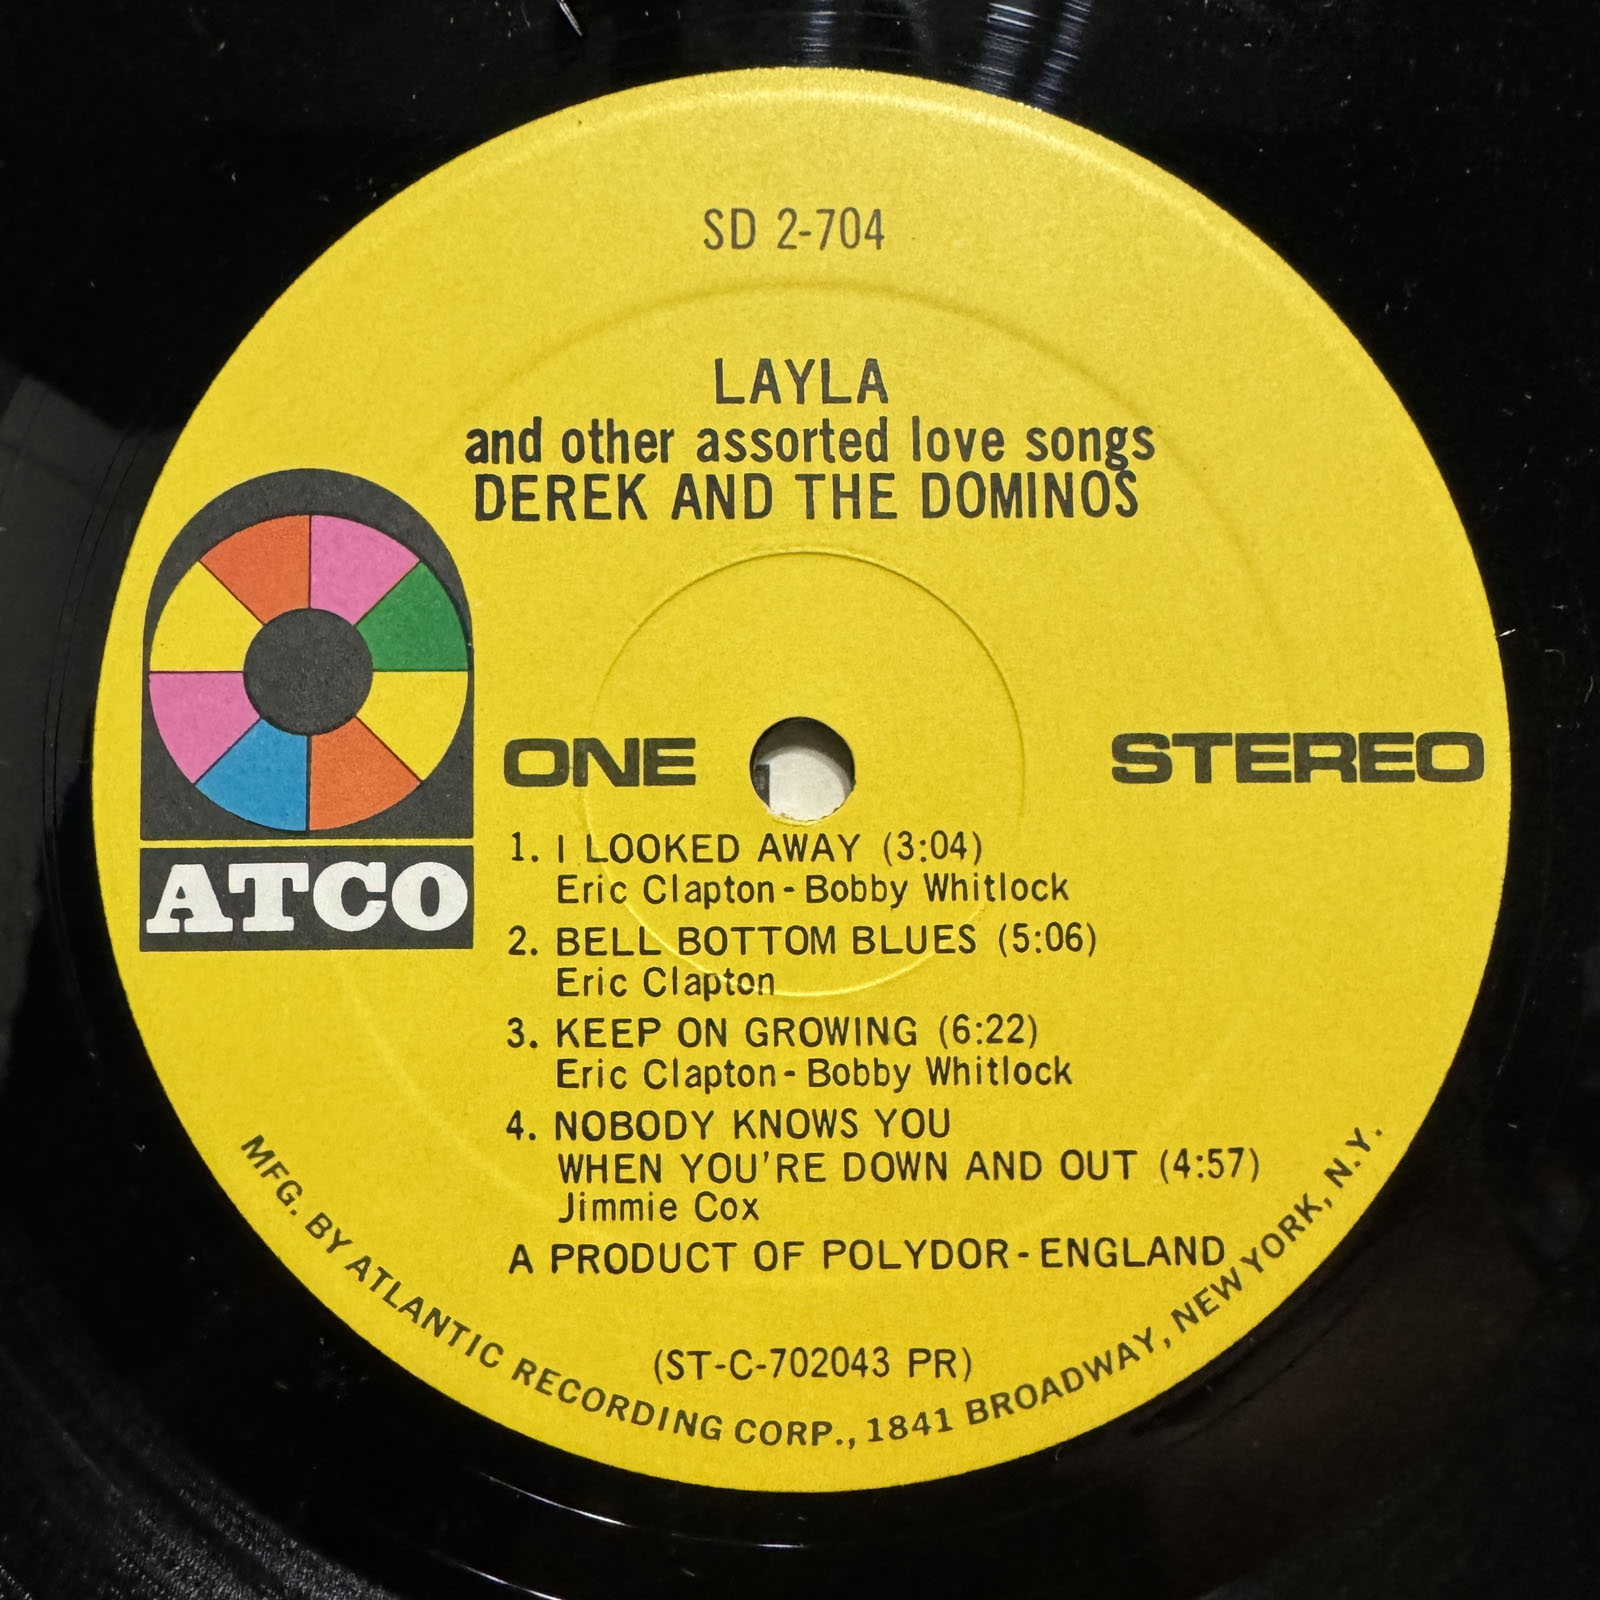 SD 2-704
LAYLA
and other assorted love songs
DEREK AND THE DOMINOS
ATCO
ONE
STEREO
1. I LOOKED AWAY (3:04)
Eric Clapton - Bobby Whitlock
2. BELL BOTTOM BLUES (5:06)
Eric Clapton
3. KEEP ON GROWING (6:22)
Eric Clapton - Bobby Whitlock
4. NOBODY KNOWS YOU
WHEN YOU'RE DOWN AND OUT (4:57)
Jimmie Cox
A PRODUCT OF POLYDOR - ENGLAND
(ST-C-702043 PR)
MFG. BY ATLANTIC RECORDING CORP., 1841 BROADWAY, NEW YORK, N.Y.